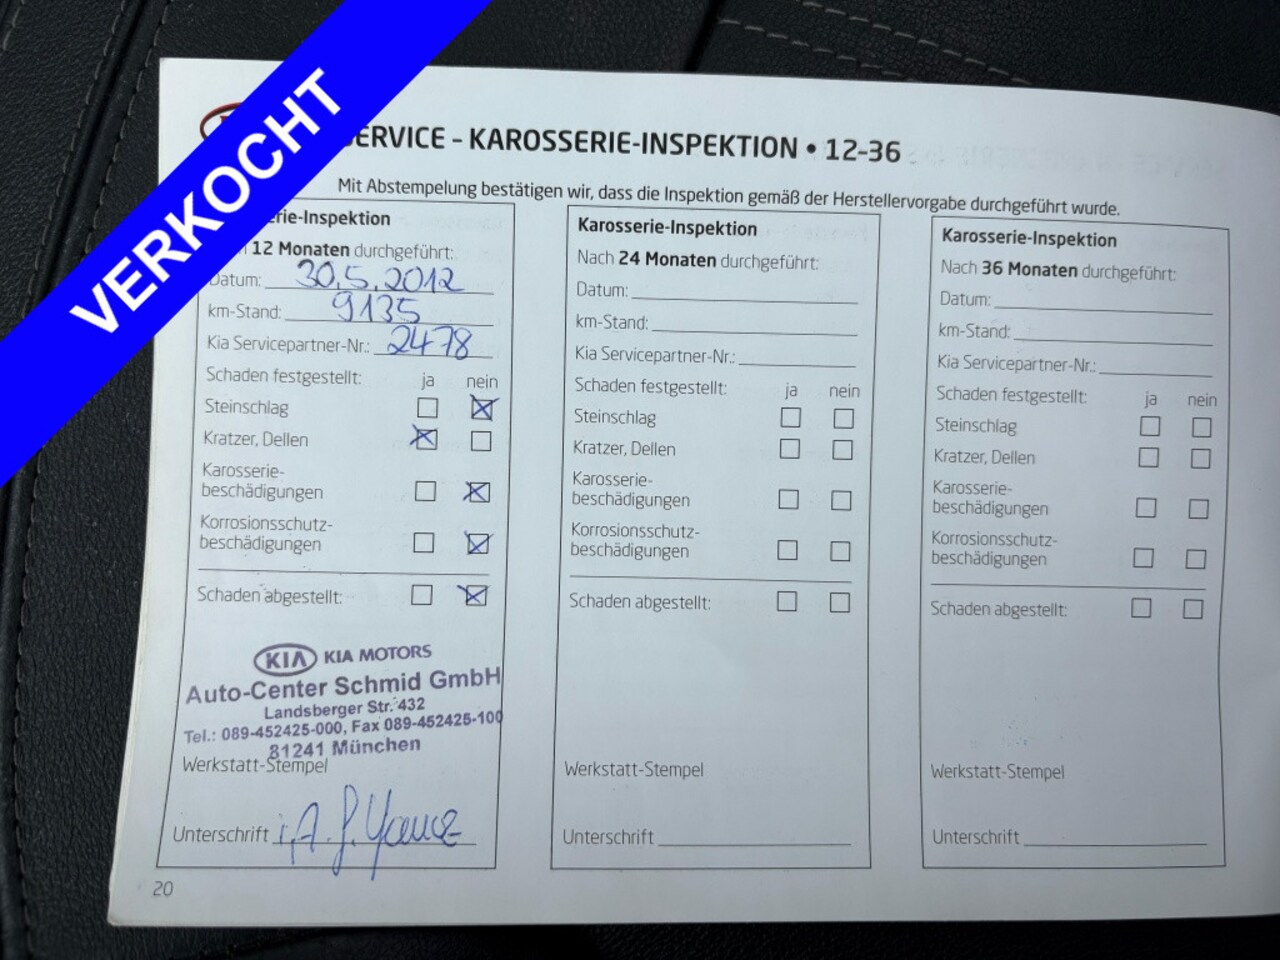 VERKOCHT
SERVICE – KAROSSERIE-INSPEKTION • 12-36
Mit Abstempelung bestätigen wir, dass die Inspektion gemäß der Herstellervorgabe durchgeführt wurde.
erie-Inspektion
12 Monaten durchgeführt:
Datum: 30.5.2012
km-Stand: 9135
Kia Servicepartner-Nr.: 2478
Schaden festgestellt: ja nein
Steinschlag
Kratzer, Dellen
Karosserie-
beschädigungen
Korrosionsschutz-
beschädigungen
Schaden abgestellt:
KIA KIA MOTORS
Auto-Center Schmid GmbH
Landsberger Str. 432
Tel.: 089-452425-000, Fax 089-452425-100
81241 München
Werkstatt-Stempel
Unterschrift i.A.
20
Karosserie-Inspektion
Nach 24 Monaten durchgeführt:
Datum:
km-Stand:
Kia Servicepartner-Nr.:
Schaden festgestellt: ja nein
Steinschlag
Kratzer, Dellen
Karosserie-
beschädigungen
Korrosionsschutz-
beschädigungen
Schaden abgestellt:
Werkstatt-Stempel
Unterschrift
Karosserie-Inspektion
Nach 36 Monaten durchgeführt:
Datum:
km-Stand:
Kia Servicepartner-Nr.:
Schaden festgestellt: ja nein
Steinschlag
Kratzer, Dellen
Karosserie-
beschädigungen
Korrosionsschutz-
beschädigungen
Schaden abgestellt:
Werkstatt-Stempel
Unterschrift